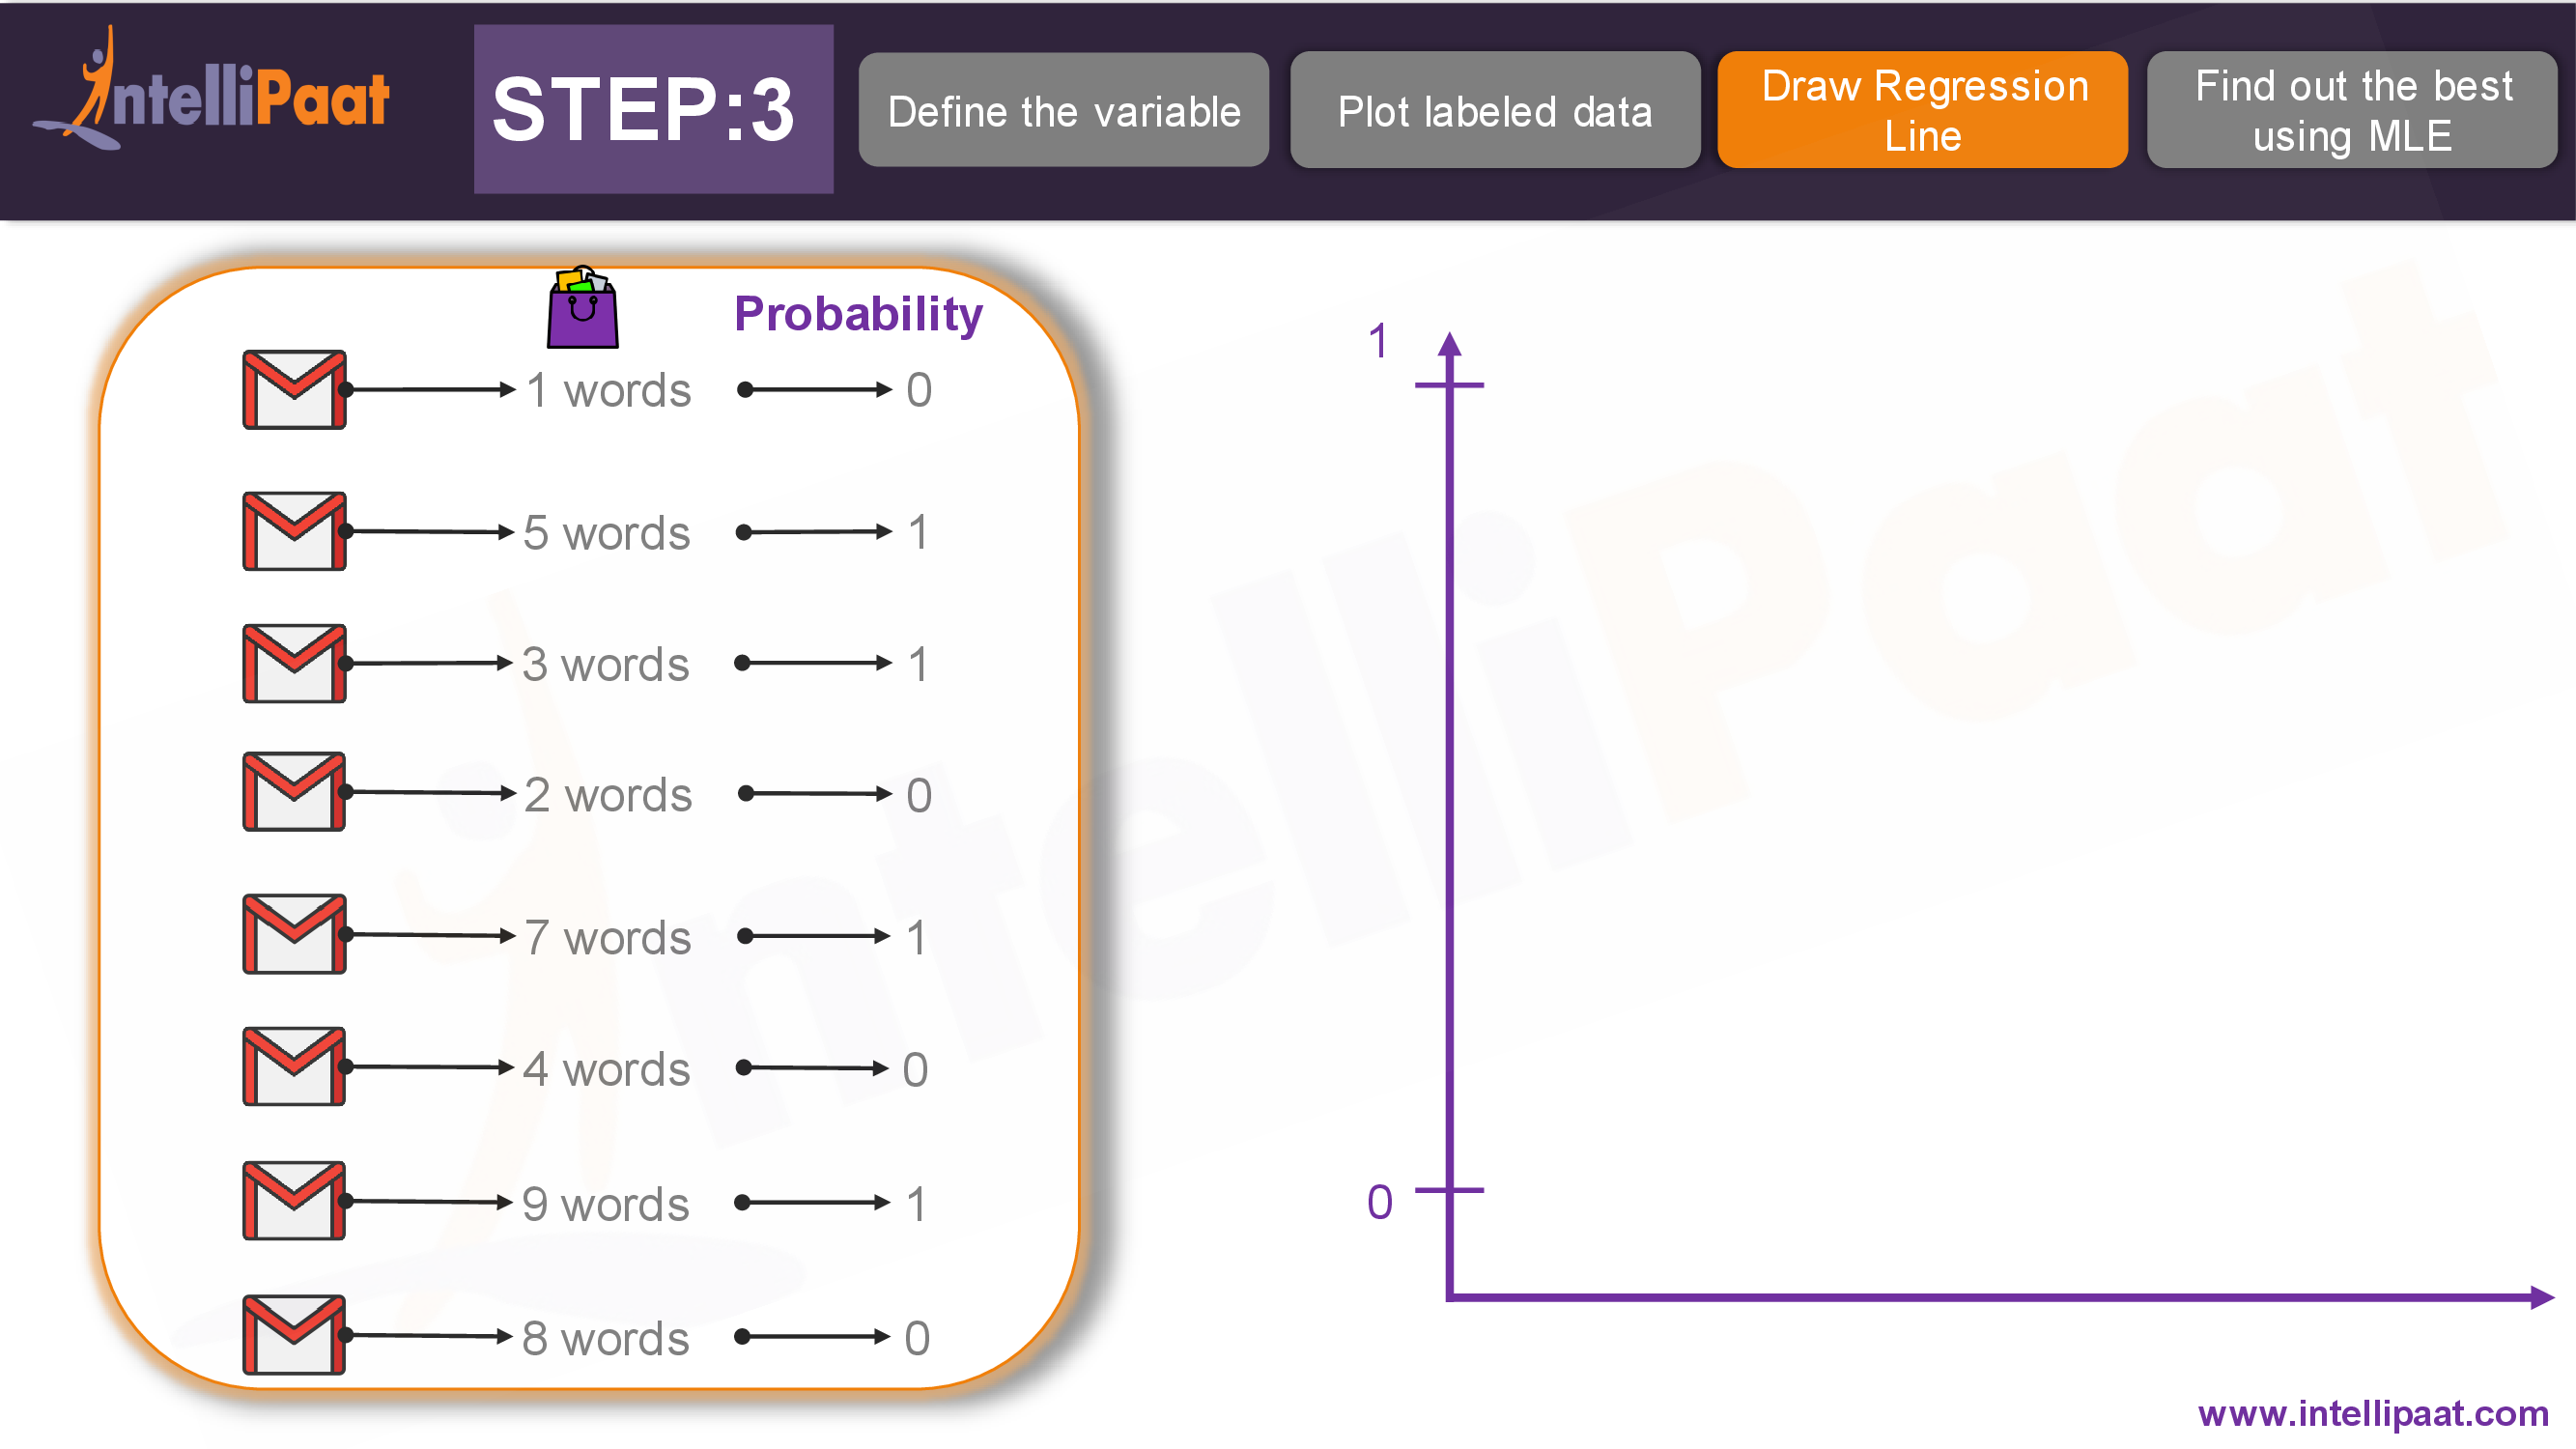 IntelliPaat
STEP:3
Define the variable
Plot labeled data
Draw Regression
Line
Find out the best
using MLE
Probability
1 words 0
5 words 1
3 words 1
2 words 0
7 words 1
4 words 0
9 words 1
8 words 0
1
0
IntelliPaat
www.intellipaat.com